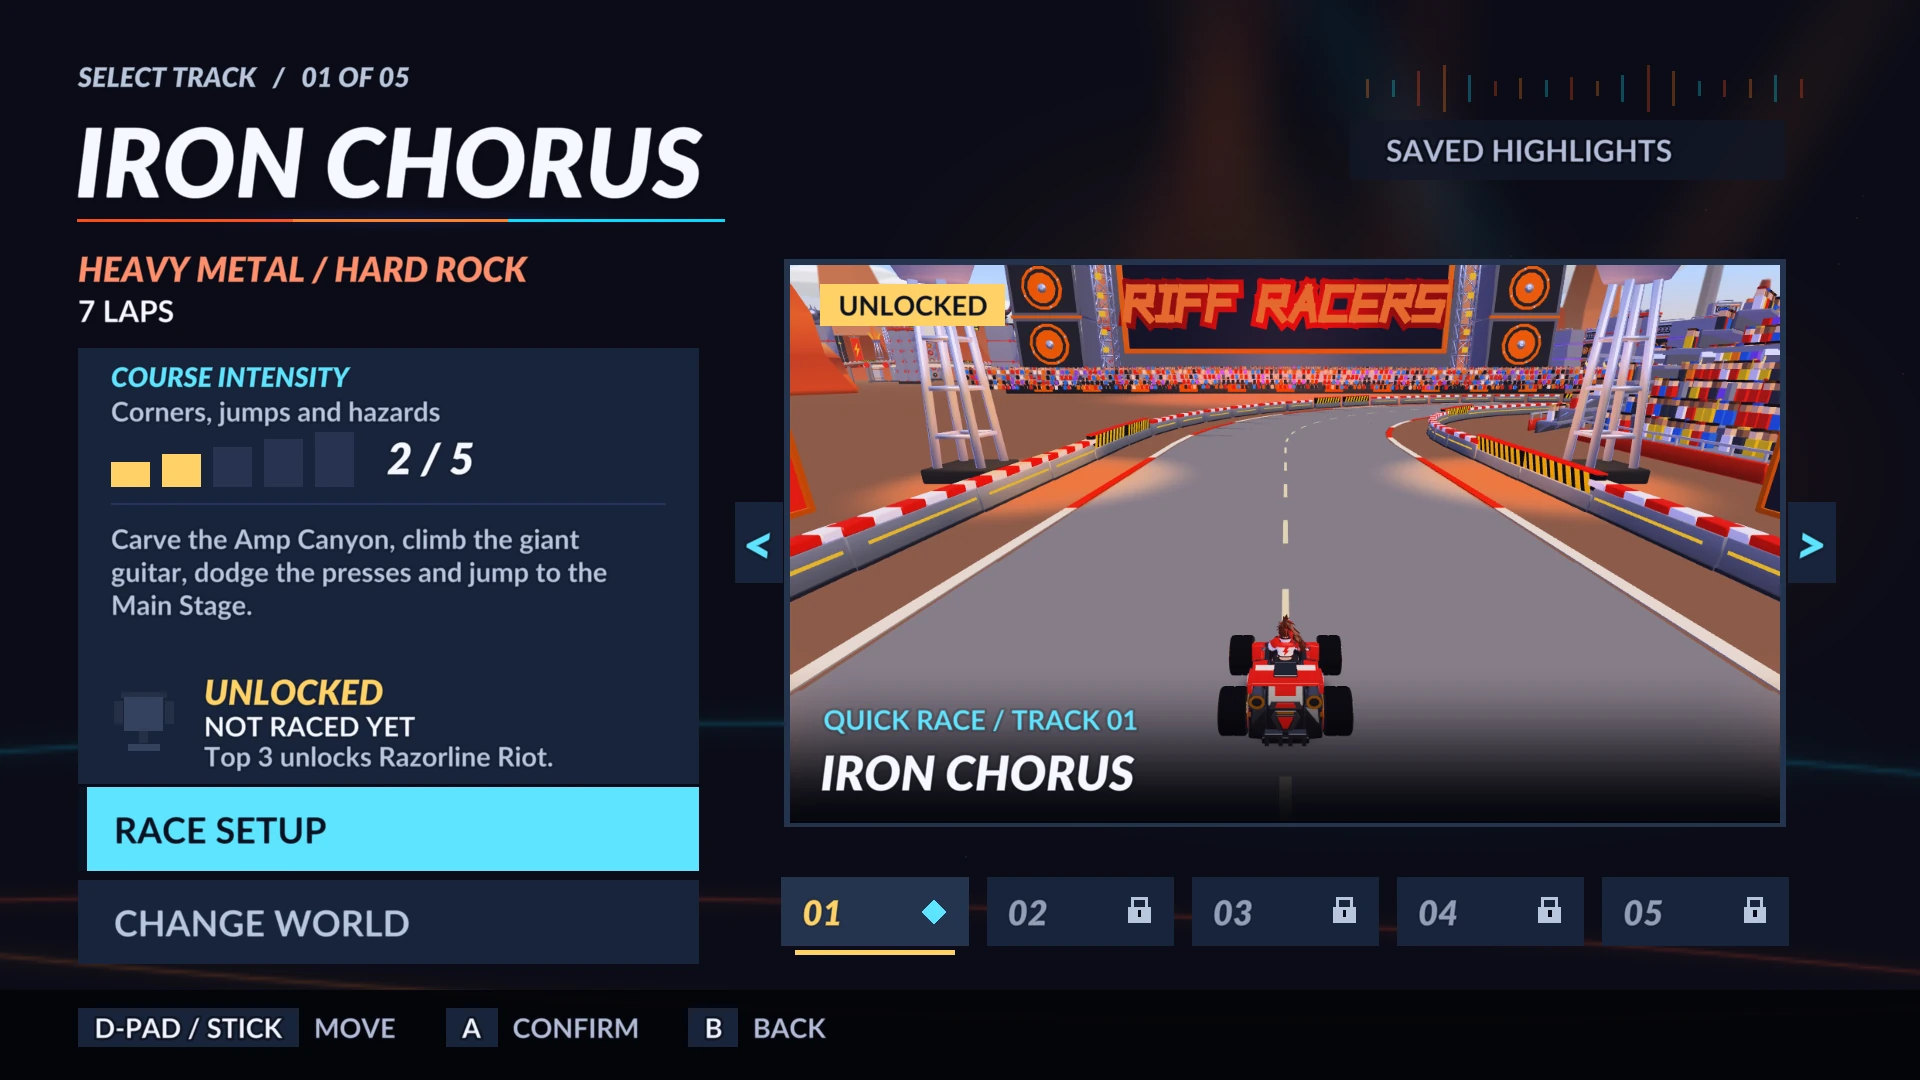 SELECT TRACK / 01 OF 05
IRON CHORUS
SAVED HIGHLIGHTS
HEAVY METAL / HARD ROCK
7 LAPS
COURSE INTENSITY
Corners, jumps and hazards
2 / 5
Carve the Amp Canyon, climb the giant
guitar, dodge the presses and jump to the
Main Stage.
UNLOCKED
NOT RACED YET
Top 3 unlocks Razorline Riot.
RACE SETUP
CHANGE WORLD
UNLOCKED
RIFF RACERS
<
>
QUICK RACE / TRACK 01
IRON CHORUS
01
02
03
04
05
D-PAD / STICK MOVE A CONFIRM B BACK